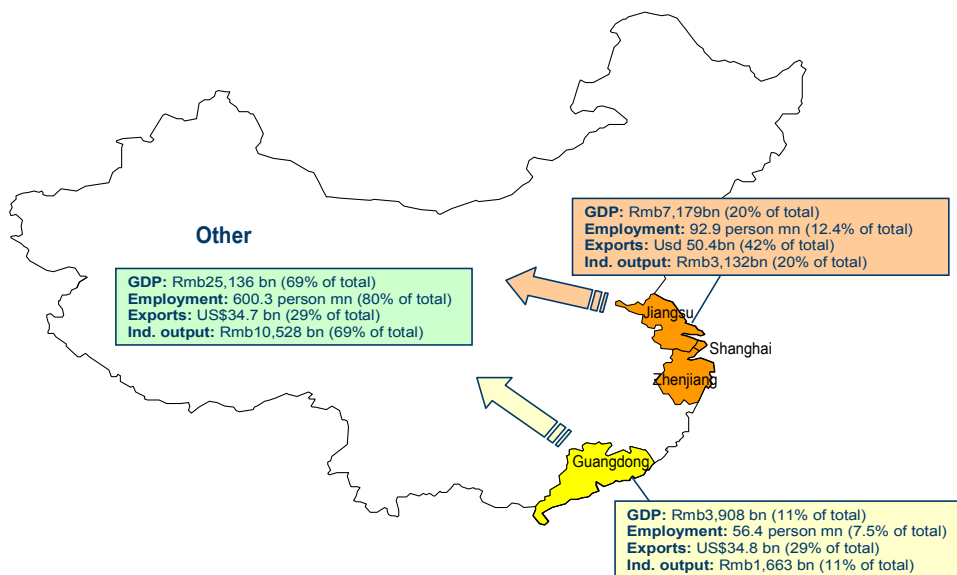 GDP: Rmb7,179bn (20% of total)
Employment: 92.9 person mn (12.4% of total)
Exports: Usd 50.4bn (42% of total)
Ind. output: Rmb3,132bn (20% of total)
Other
GDP: Rmb25,136 bn (69% of total)
Employment: 600.3 person mn (80% of total)
Exports: US$34.7 bn (29% of total)
Ind. output: Rmb10,528 bn (69% of total)
Jiangsu
Shanghai
Zhenjiang
Guangdong
GDP: Rmb3,908 bn (11% of total)
Employment: 56.4 person mn (7.5% of total)
Exports: US$34.8 bn (29% of total)
Ind. output: Rmb1,663 bn (11% of total)